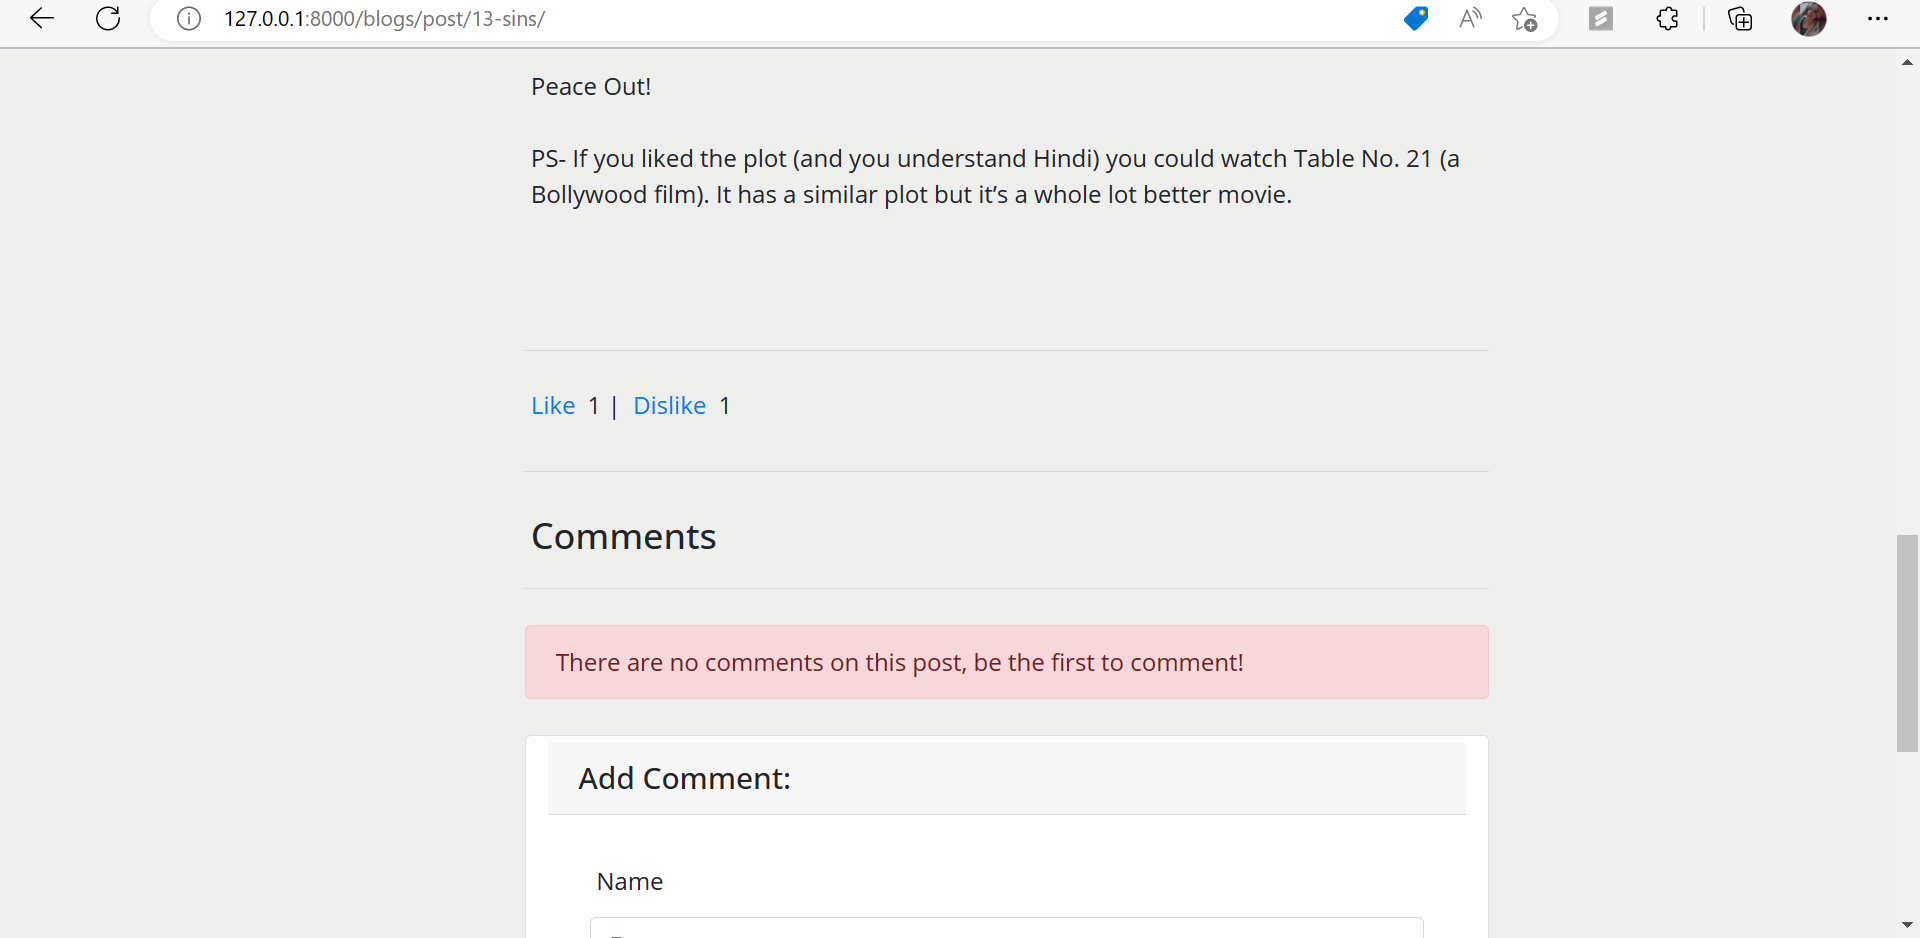 127.0.0.1:8000/blogs/post/13-sins/
Peace Out!
PS- If you liked the plot (and you understand Hindi) you could watch Table No. 21 (a
Bollywood film). It has a similar plot but it’s a whole lot better movie.
Like 1 | Dislike 1
Comments
There are no comments on this post, be the first to comment!
Add Comment:
Name